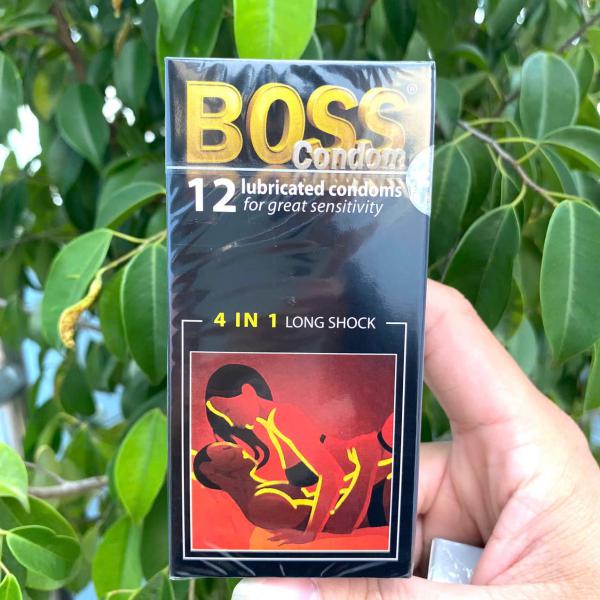 BOSS®
Condom
12 lubricated condoms
for great sensitivity
4 IN 1 LONG SHOCK